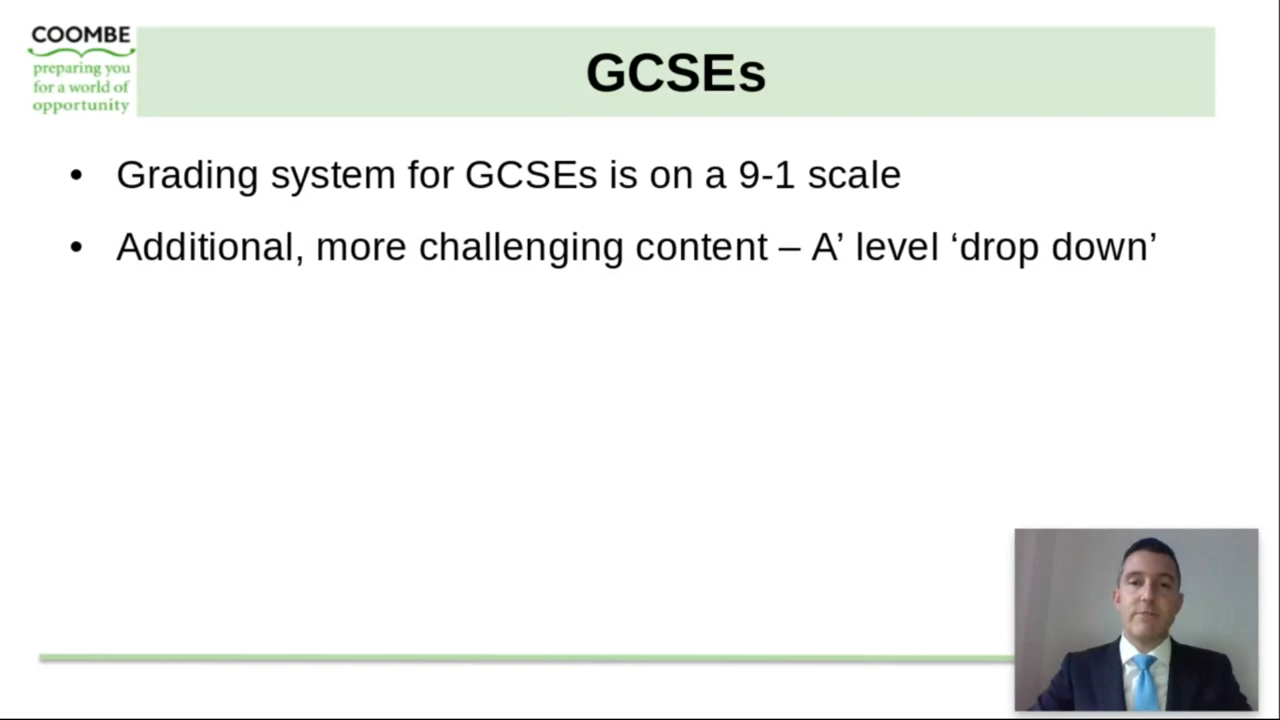 COOMBE
preparing you
for a world of
opportunity
GCSEs
• Grading system for GCSEs is on a 9-1 scale
• Additional, more challenging content – A’ level ‘drop down’